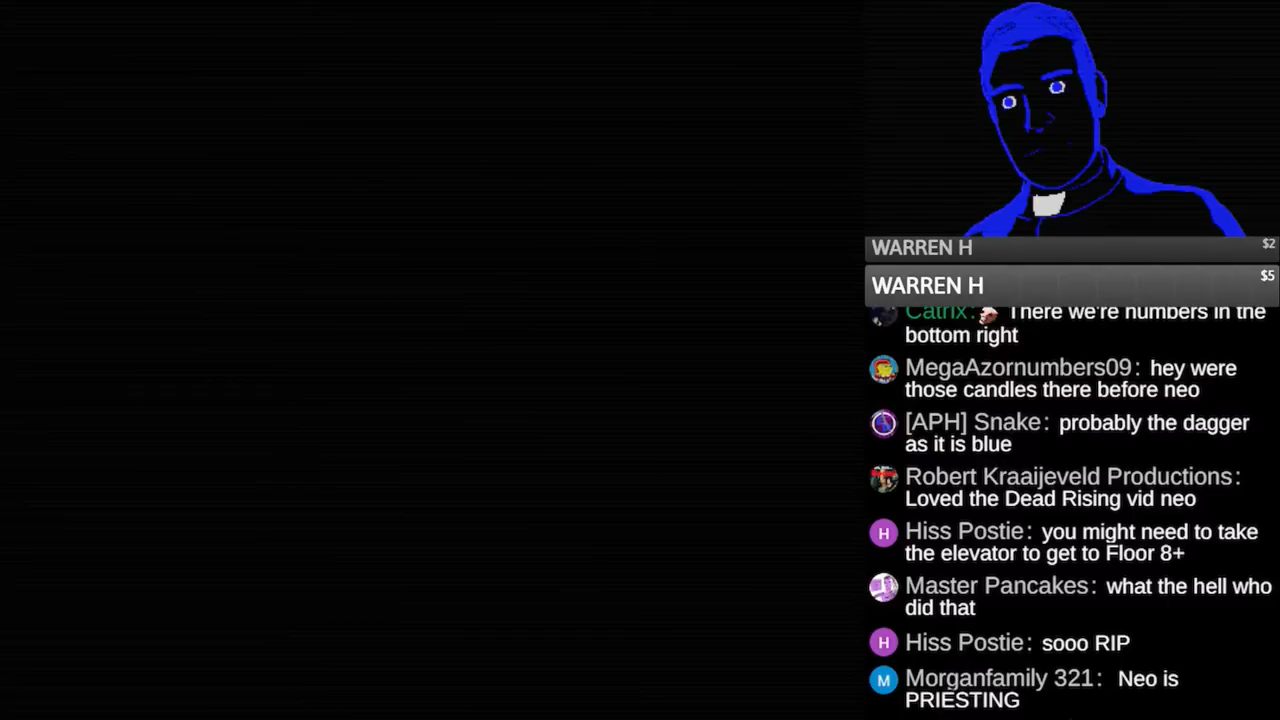 WARREN H $2
WARREN H $5
Catrix: There we're numbers in the
bottom right
MegaAzornumbers09: hey were
those candles there before neo
[APH] Snake: probably the dagger
as it is blue
Robert Kraaijeveld Productions:
Loved the Dead Rising vid neo
H Hiss Postie: you might need to take
the elevator to get to Floor 8+
Master Pancakes: what the hell who
did that
H Hiss Postie: sooo RIP
M Morganfamily 321: Neo is
PRIESTING